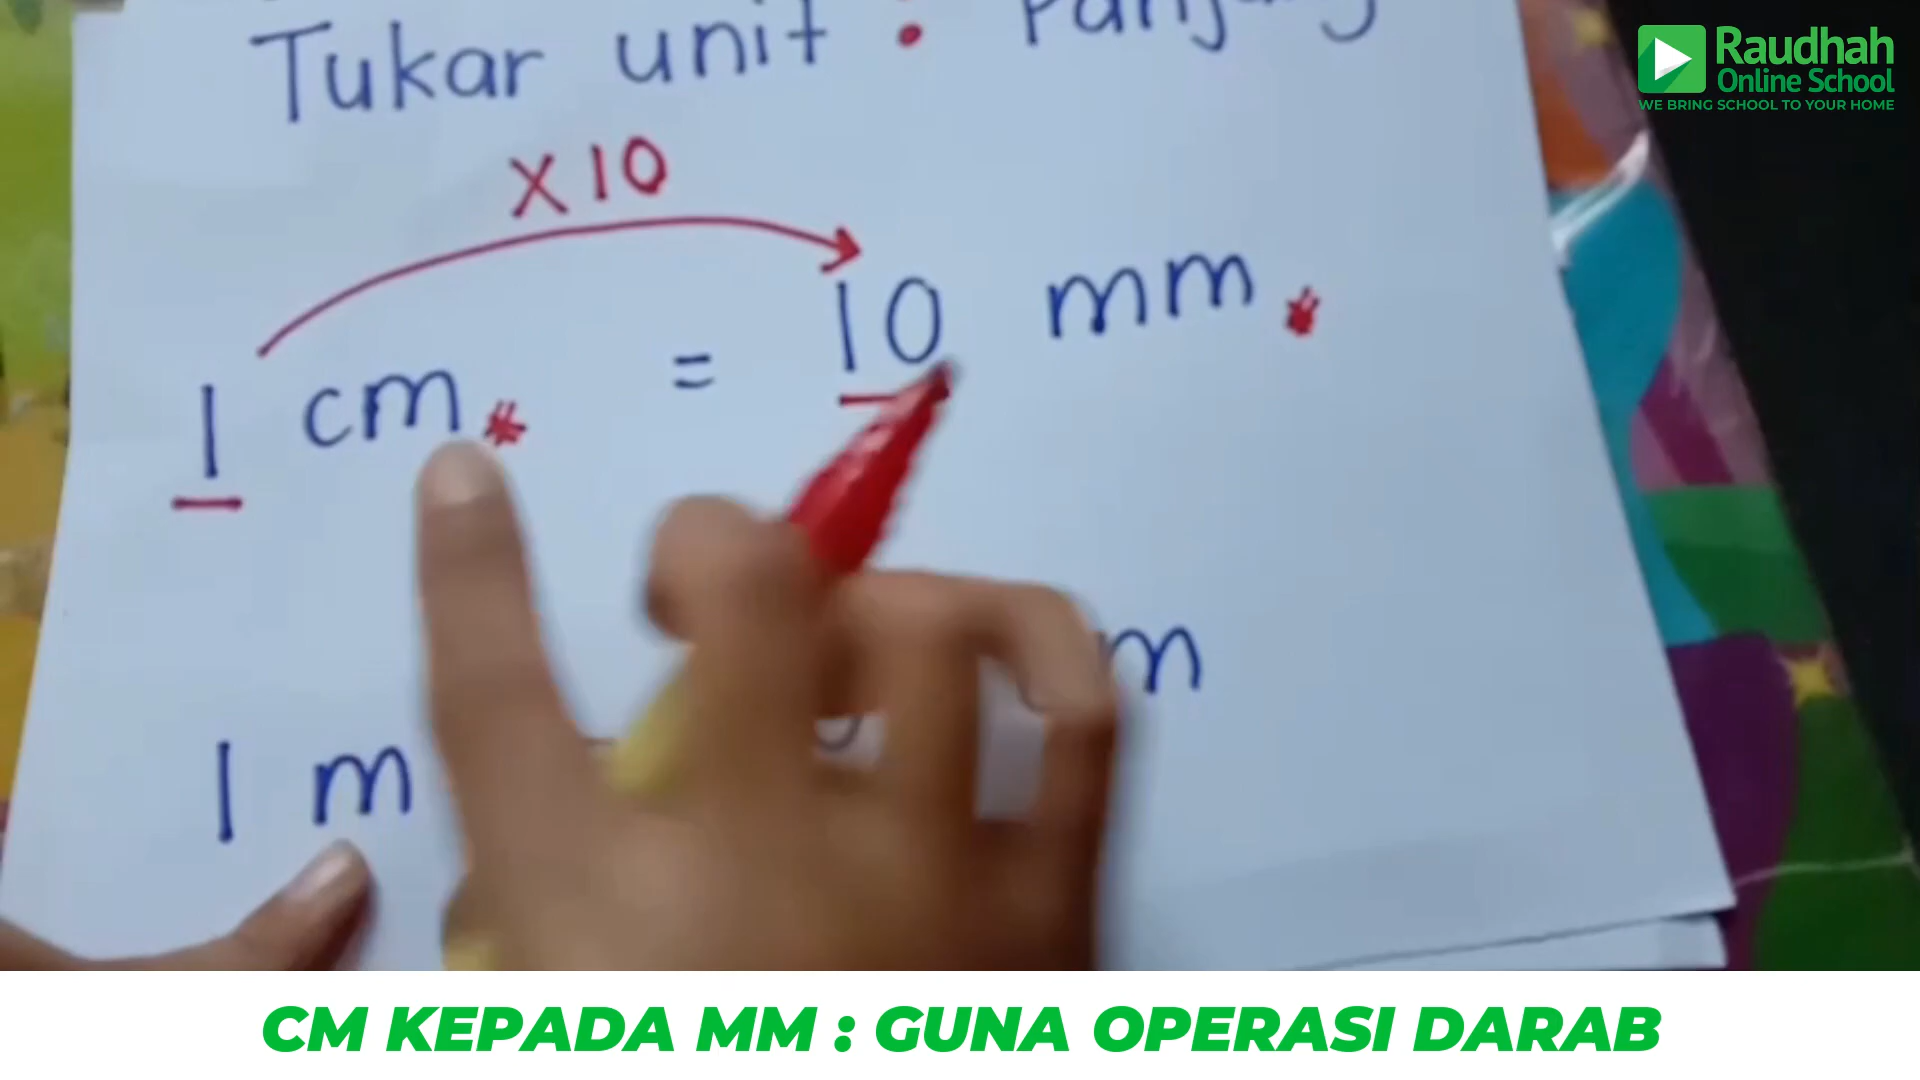 Tukar unit : Panjang
Raudhah
Online School
WE BRING SCHOOL TO YOUR HOME
x10
1 cm = 10 mm
1 m
m
CM KEPADA MM : GUNA OPERASI DARAB